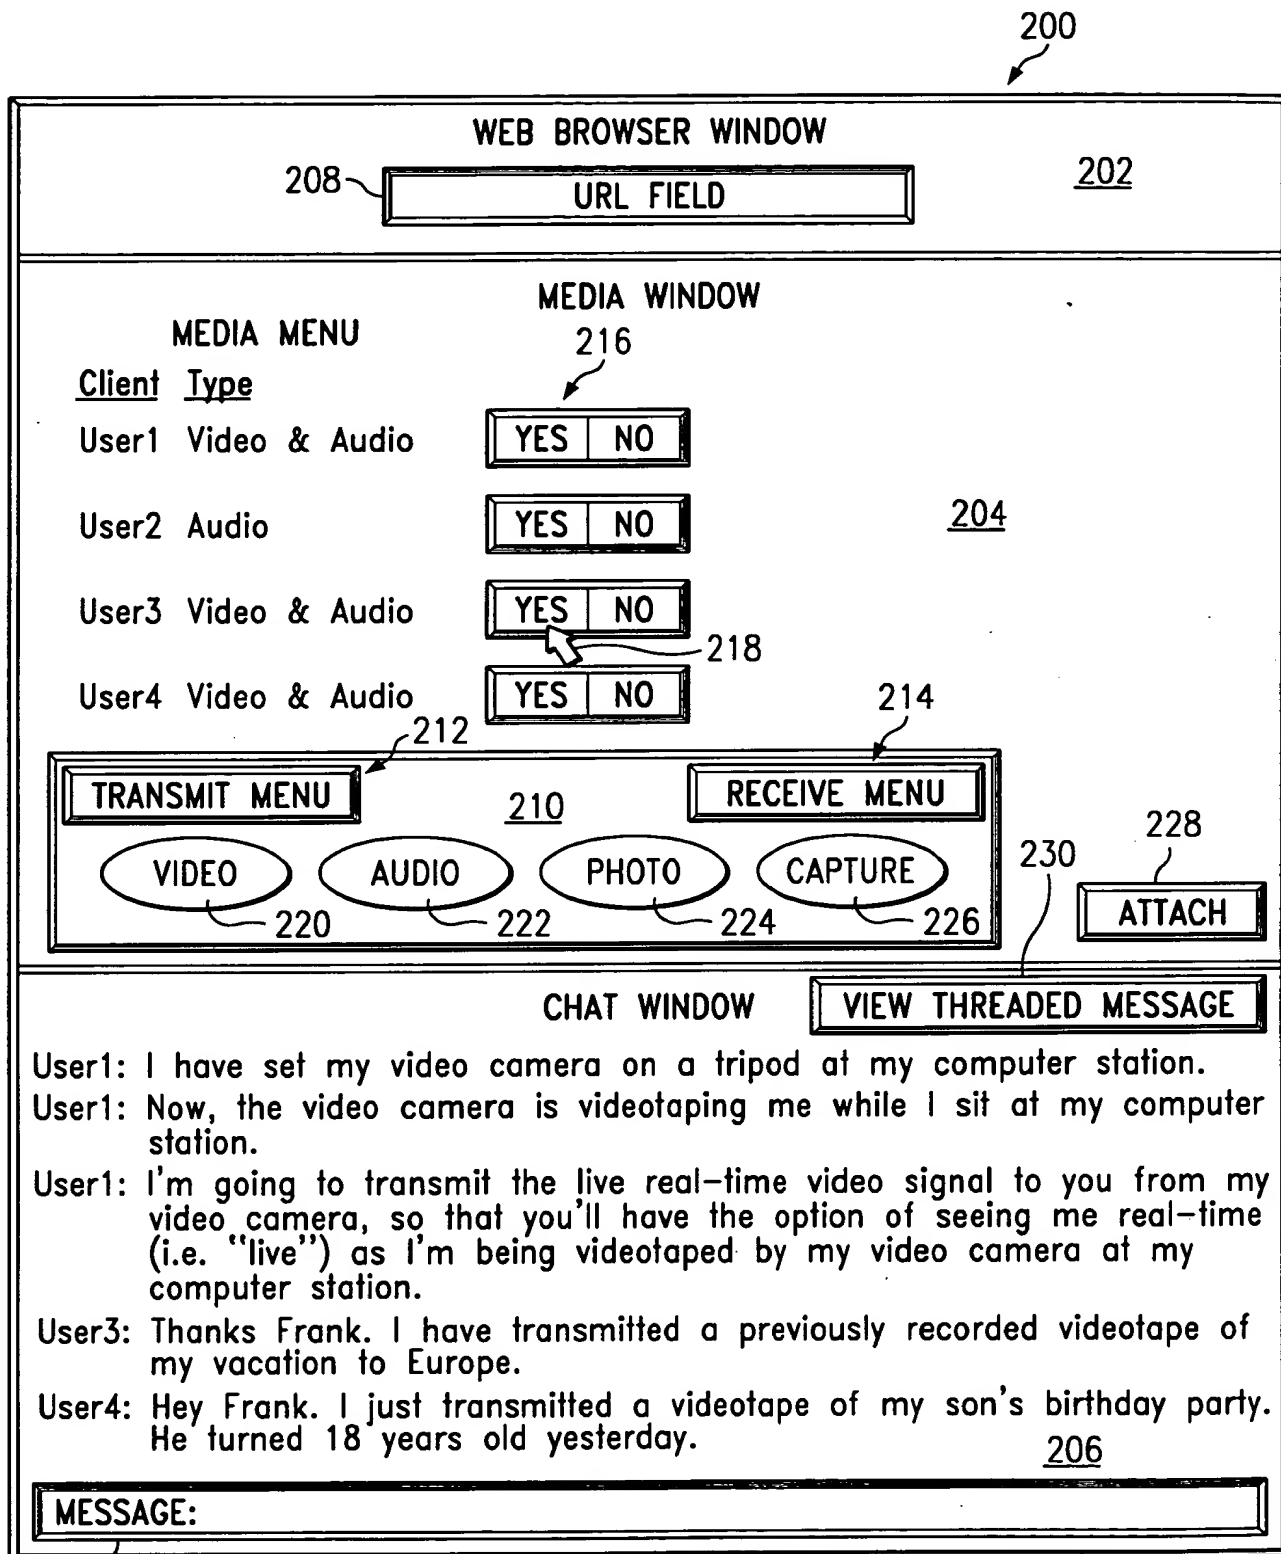 200
WEB BROWSER WINDOW
208
URL FIELD
202
MEDIA WINDOW
MEDIA MENU
216
Client Type
User1 Video & Audio
YES NO
User2 Audio
YES NO
204
User3 Video & Audio
YES NO
218
User4 Video & Audio
YES NO
212
214
TRANSMIT MENU
210
RECEIVE MENU
VIDEO
AUDIO
PHOTO
CAPTURE
220
222
224
226
230
228
ATTACH
CHAT WINDOW
VIEW THREADED MESSAGE
User1: I have set my video camera on a tripod at my computer station.
User1: Now, the video camera is videotaping me while I sit at my computer
station.
User1: I'm going to transmit the live real-time video signal to you from my
video camera, so that you'll have the option of seeing me real-time
(i.e. "live") as I'm being videotaped by my video camera at my
computer station.
User3: Thanks Frank. I have transmitted a previously recorded videotape of
my vacation to Europe.
User4: Hey Frank. I just transmitted a videotape of my son's birthday party.
He turned 18 years old yesterday.
206
MESSAGE: